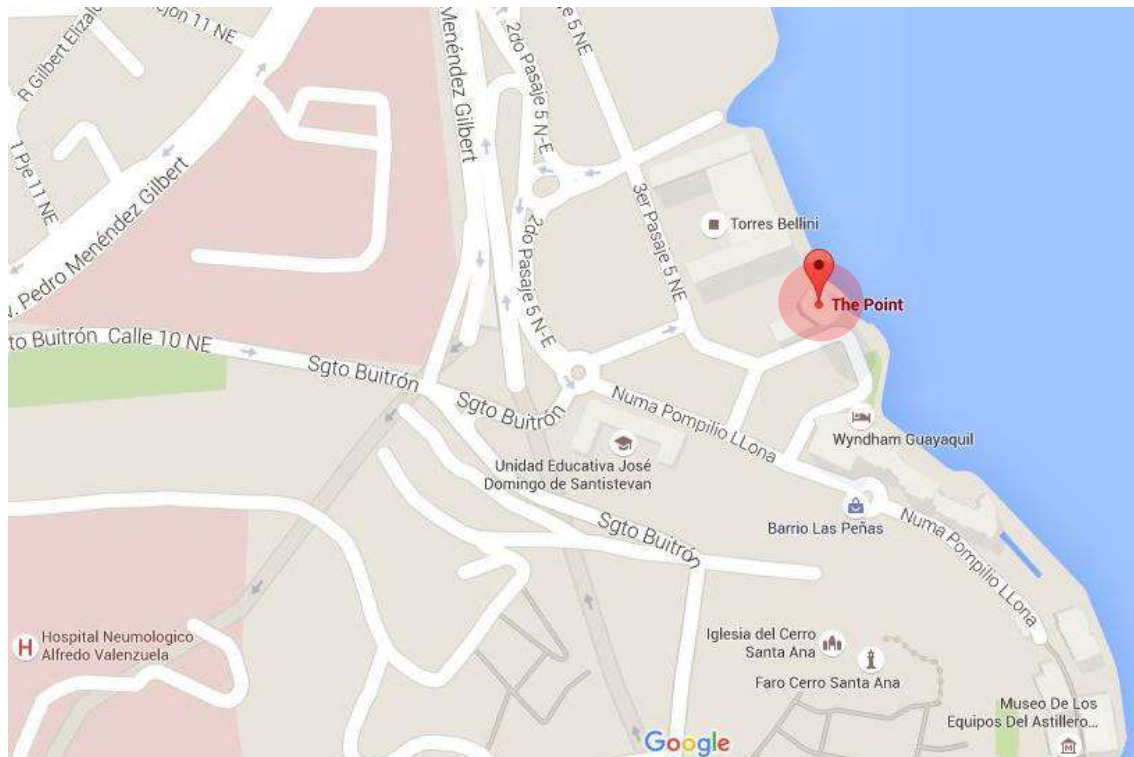 ejon 11 NE
R Gilbert Elizal
1 Pje 11 NE
v. Pedro Menéndez Gilbert
Menéndez Gilbert
2do Pasaje 5 N-E
e 5 NE
3er Pasaje 5 NE
2do Pasaje 5 N-E
Torres Bellini
The Point
to Buitrón Calle 10 NE
Sgto Buitrón
Sgto Buitrón
Numa Pompilio LLona
Wyndham Guayaquil
Unidad Educativa José
Domingo de Santistevan
Barrio Las Peñas
Sgto Buitrón
Numa Pompilio LLona
H Hospital Neumologico
Alfredo Valenzuela
Iglesia del Cerro
Santa Ana
Faro Cerro Santa Ana
Museo De Los
Equipos Del Astillero...
M
Google